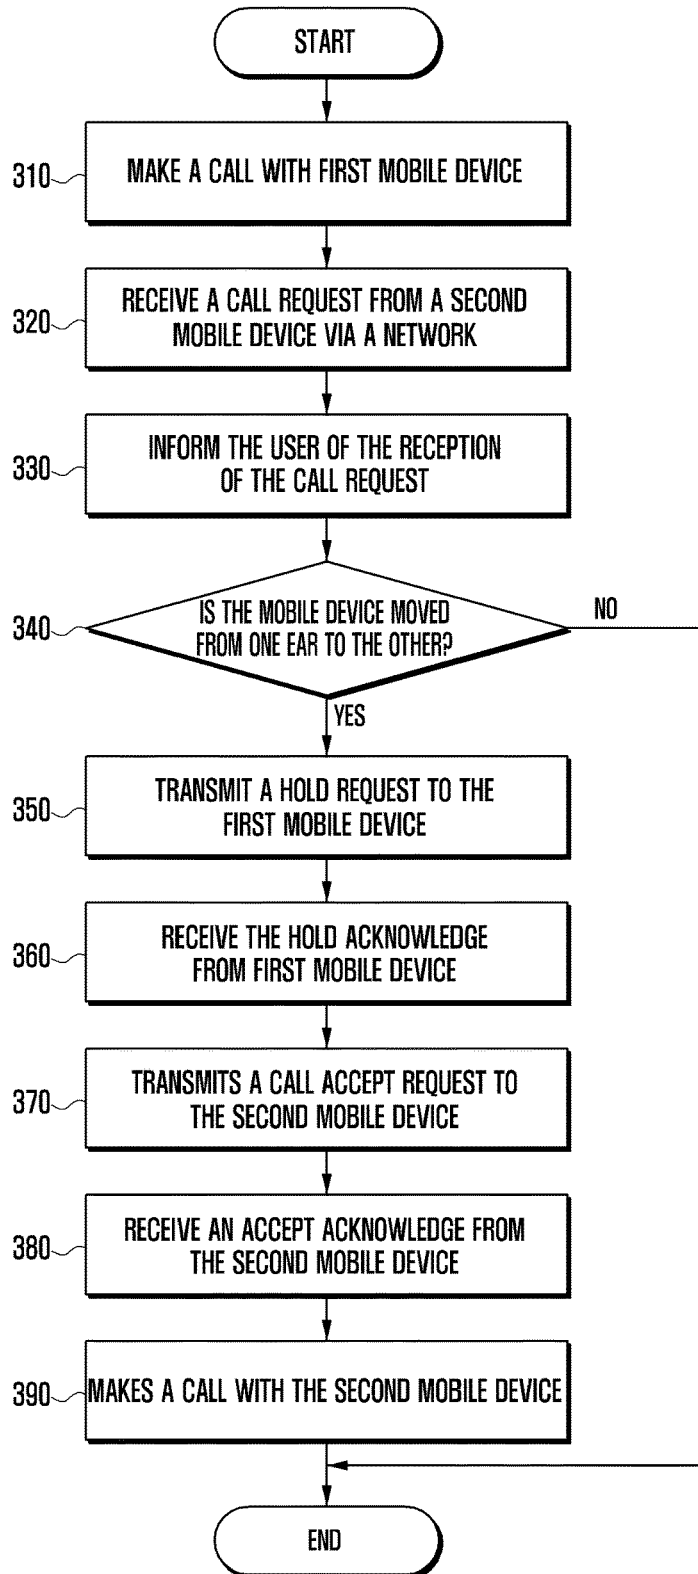 START
310
MAKE A CALL WITH FIRST MOBILE DEVICE
320
RECEIVE A CALL REQUEST FROM A SECOND
MOBILE DEVICE VIA A NETWORK
330
INFORM THE USER OF THE RECEPTION
OF THE CALL REQUEST
340
IS THE MOBILE DEVICE MOVED
FROM ONE EAR TO THE OTHER?
NO
YES
350
TRANSMIT A HOLD REQUEST TO THE
FIRST MOBILE DEVICE
360
RECEIVE THE HOLD ACKNOWLEDGE
FROM FIRST MOBILE DEVICE
370
TRANSMITS A CALL ACCEPT REQUEST TO
THE SECOND MOBILE DEVICE
380
RECEIVE AN ACCEPT ACKNOWLEDGE FROM
THE SECOND MOBILE DEVICE
390
MAKES A CALL WITH THE SECOND MOBILE DEVICE
END